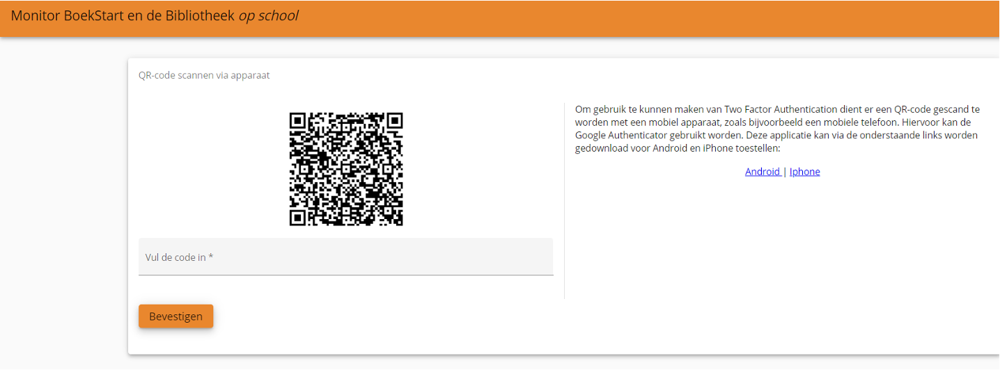 Monitor BoekStart en de Bibliotheek op school
QR-code scannen via apparaat
Om gebruik te kunnen maken van Two Factor Authentication dient er een QR-code gescand te
worden met een mobiel apparaat, zoals bijvoorbeeld een mobiele telefoon. Hiervoor kan de
Google Authenticator gebruikt worden. Deze applicatie kan via de onderstaande links worden
gedownload voor Android en iPhone toestellen:
Android | Iphone
Vul de code in *
Bevestigen